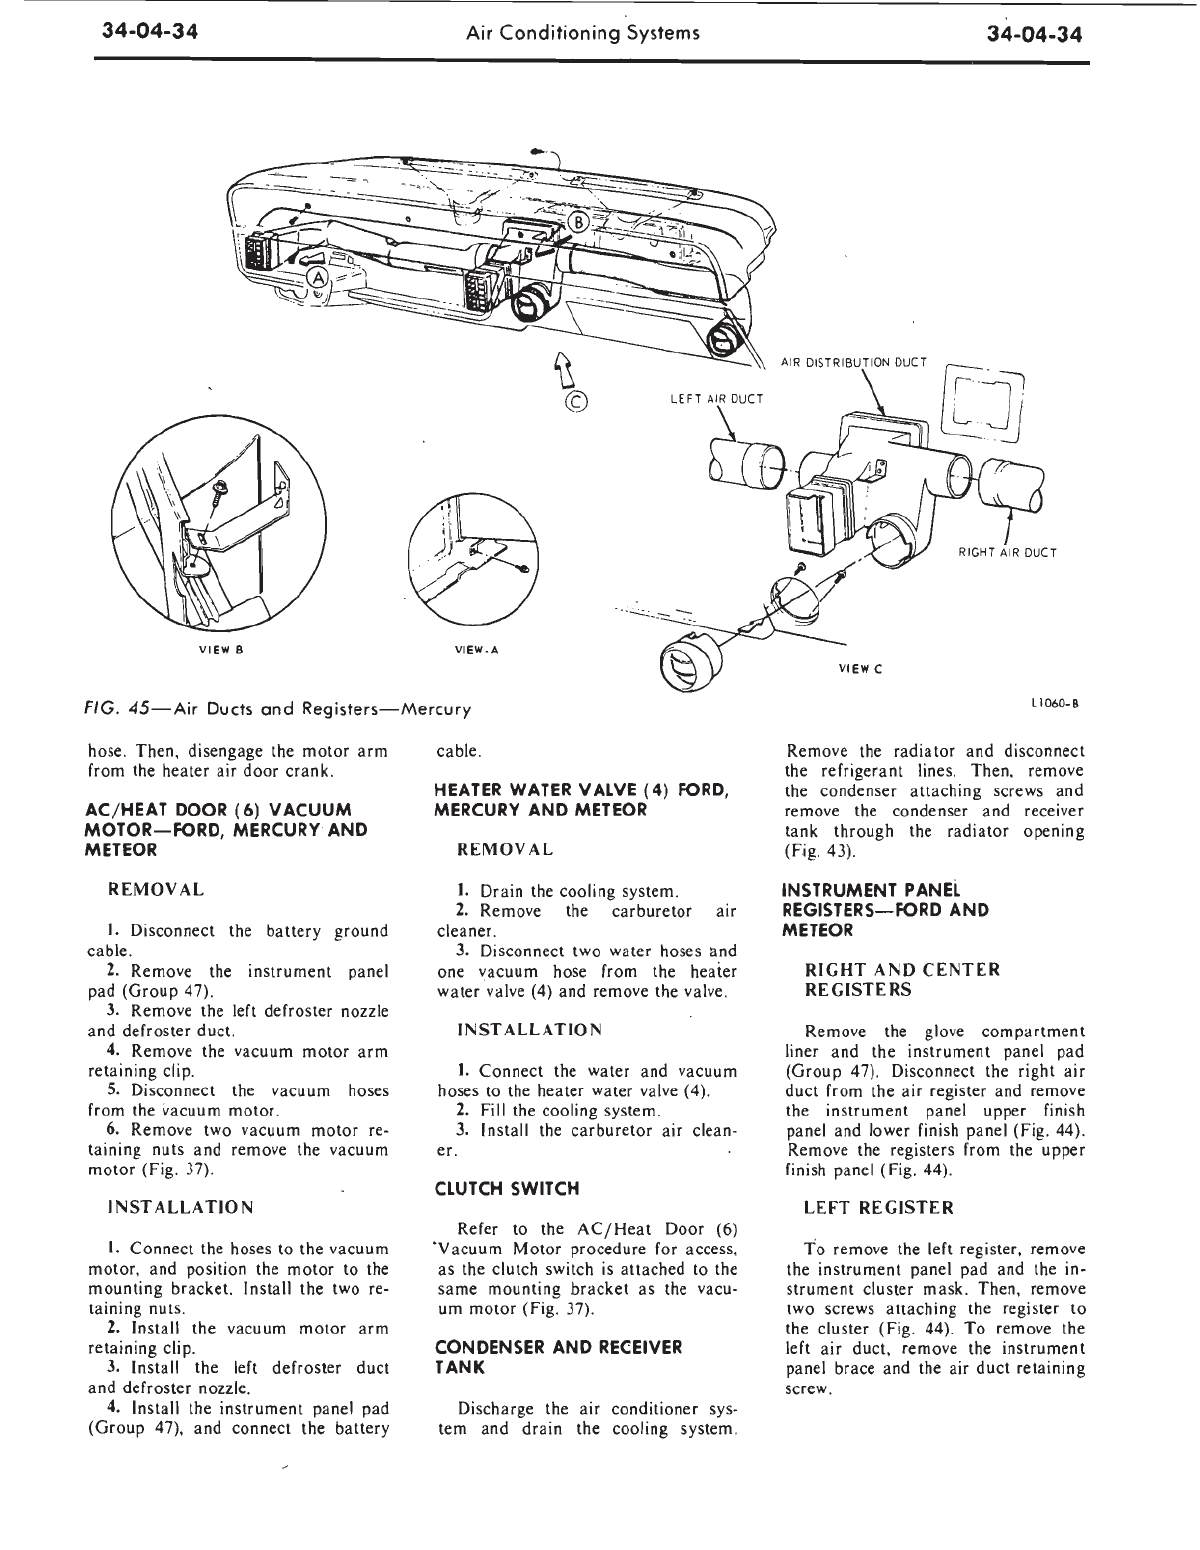 34-04-34
Air Conditioning Systems
34-04-34
B
A
C
AIR DISTRIBUTION DUCT
LEFT AIR DUCT
RIGHT AIR DUCT
VIEW B
VIEW-A
VIEW C
L1060-B
FIG. 45—Air Ducts and Registers—Mercury
hose. Then, disengage the motor arm
from the heater air door crank.
AC/HEAT DOOR (6) VACUUM
MOTOR—FORD, MERCURY AND
METEOR
REMOVAL
1. Disconnect the battery ground
cable.
2. Remove the instrument panel
pad (Group 47).
3. Remove the left defroster nozzle
and defroster duct.
4. Remove the vacuum motor arm
retaining clip.
5. Disconnect the vacuum hoses
from the vacuum motor.
6. Remove two vacuum motor re-
taining nuts and remove the vacuum
motor (Fig. 37).
INSTALLATION
1. Connect the hoses to the vacuum
motor, and position the motor to the
mounting bracket. Install the two re-
taining nuts.
2. Install the vacuum motor arm
retaining clip.
3. Install the left defroster duct
and defroster nozzle.
4. Install the instrument panel pad
(Group 47), and connect the battery
cable.
HEATER WATER VALVE (4) FORD,
MERCURY AND METEOR
REMOVAL
1. Drain the cooling system.
2. Remove the carburetor air
cleaner.
3. Disconnect two water hoses and
one vacuum hose from the heater
water valve (4) and remove the valve.
INSTALLATION
1. Connect the water and vacuum
hoses to the heater water valve (4).
2. Fill the cooling system.
3. Install the carburetor air clean-
er.
CLUTCH SWITCH
Refer to the AC/Heat Door (6)
Vacuum Motor procedure for access,
as the clutch switch is attached to the
same mounting bracket as the vacu-
um motor (Fig. 37).
CONDENSER AND RECEIVER
TANK
Discharge the air conditioner sys-
tem and drain the cooling system.
Remove the radiator and disconnect
the refrigerant lines. Then, remove
the condenser attaching screws and
remove the condenser and receiver
tank through the radiator opening
(Fig. 43).
INSTRUMENT PANEL
REGISTERS—FORD AND
METEOR
RIGHT AND CENTER
REGISTERS
Remove the glove compartment
liner and the instrument panel pad
(Group 47). Disconnect the right air
duct from the air register and remove
the instrument panel upper finish
panel and lower finish panel (Fig. 44).
Remove the registers from the upper
finish panel (Fig. 44).
LEFT REGISTER
To remove the left register, remove
the instrument panel pad and the in-
strument cluster mask. Then, remove
two screws attaching the register to
the cluster (Fig. 44). To remove the
left air duct, remove the instrument
panel brace and the air duct retaining
screw.